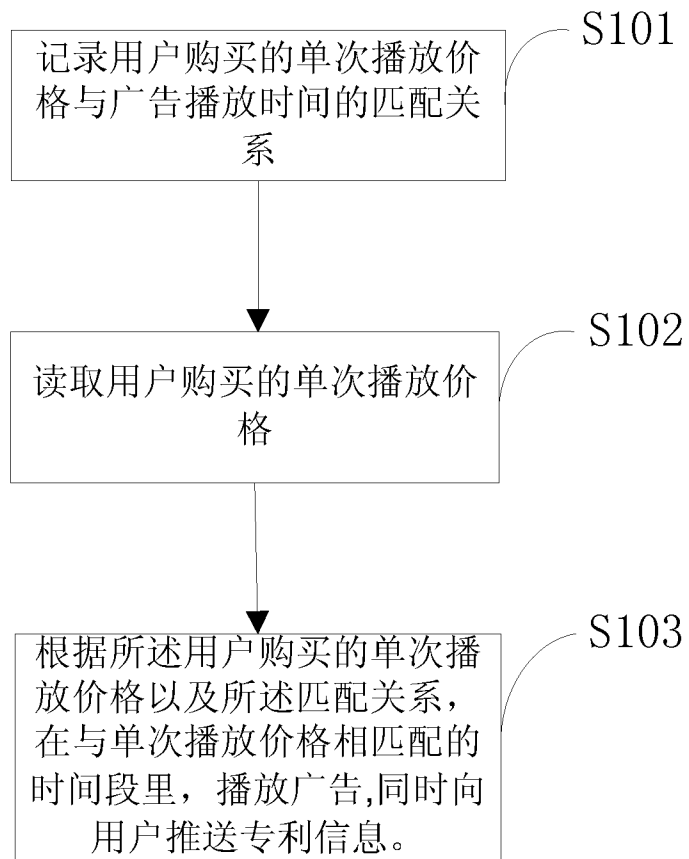 S101
记录用户购买的单次播放价
格与广告播放时间的匹配关
系
S102
读取用户购买的单次播放价
格
S103
根据所述用户购买的单次播
放价格以及所述匹配关系，
在与单次播放价格相匹配的
时间段里，播放广告,同时向
用户推送专利信息。